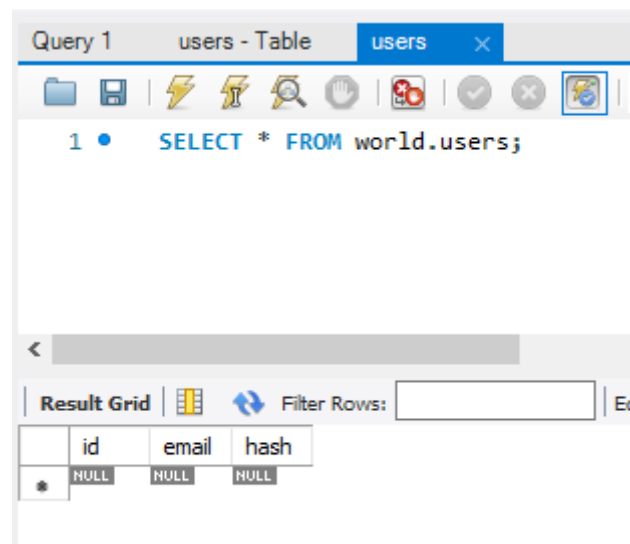 Query 1 users - Table users
1 SELECT * FROM world.users;
Result Grid Filter Rows: Ed
id email hash
NULL NULL NULL